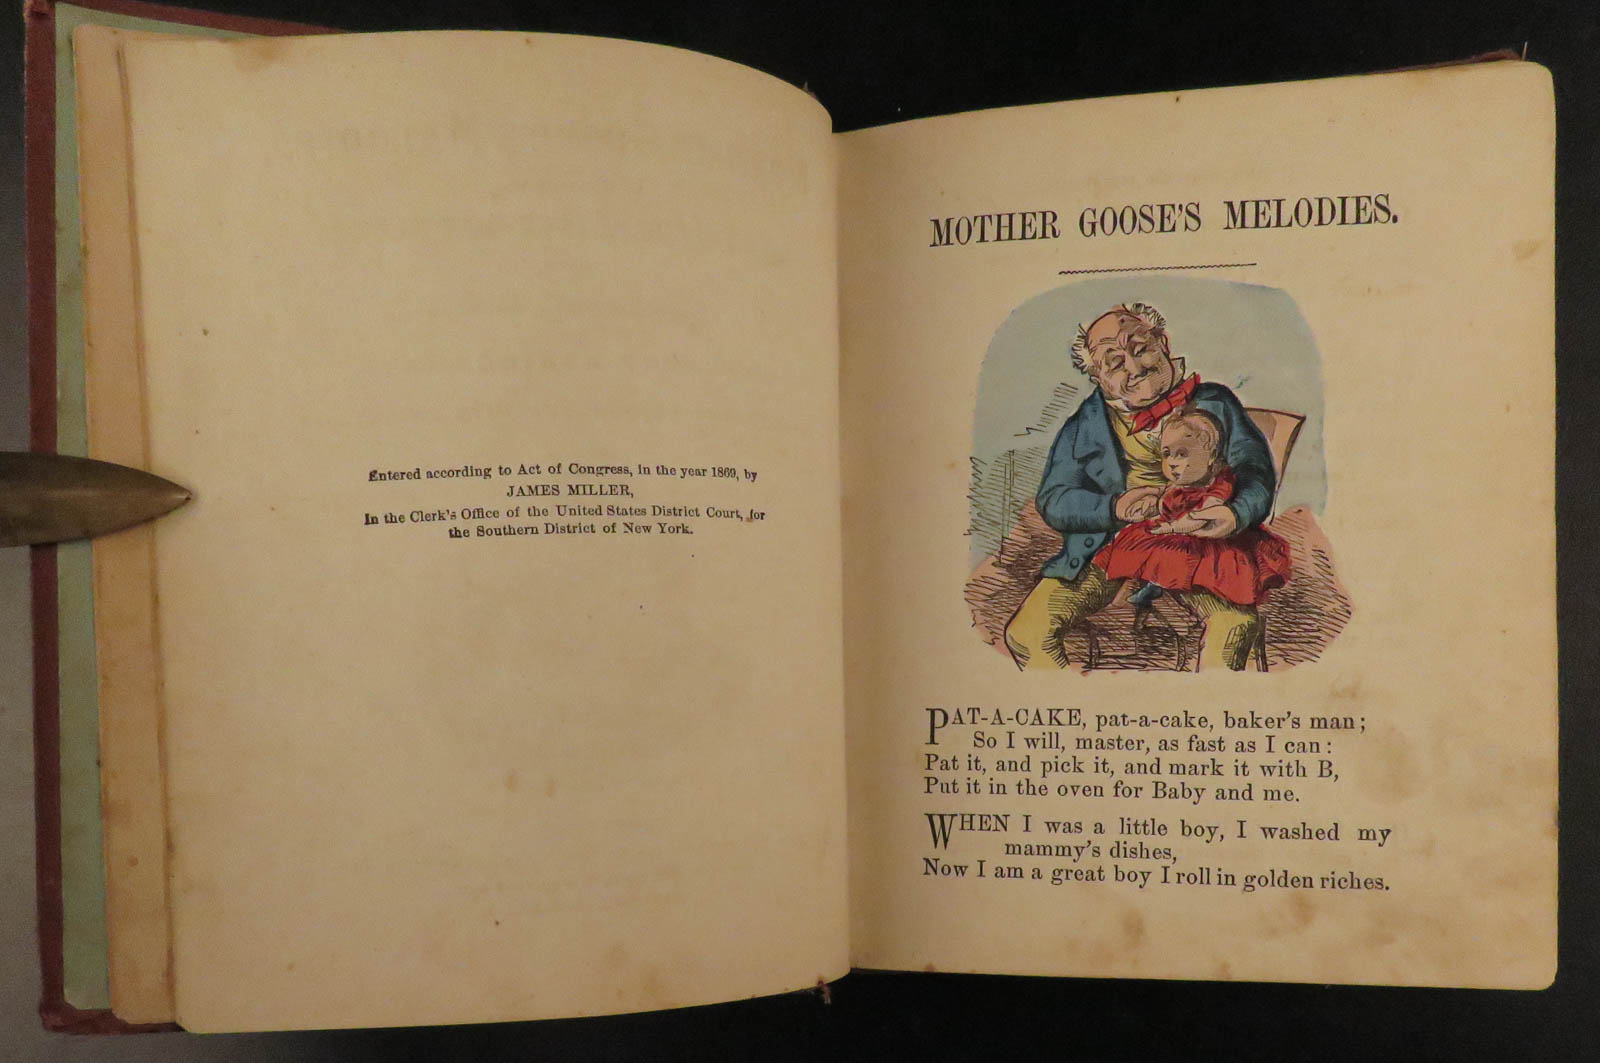 Entered according to Act of Congress, in the year 1869, by
JAMES MILLER,
In the Clerk's Office of the United States District Court, for
the Southern District of New York.
MOTHER GOOSE'S MELODIES.
PAT-A-CAKE, pat-a-cake, baker's man;
So I will, master, as fast as I can:
Pat it, and pick it, and mark it with B,
Put it in the oven for Baby and me.
WHEN I was a little boy, I washed my
mammy's dishes,
Now I am a great boy I roll in golden riches.